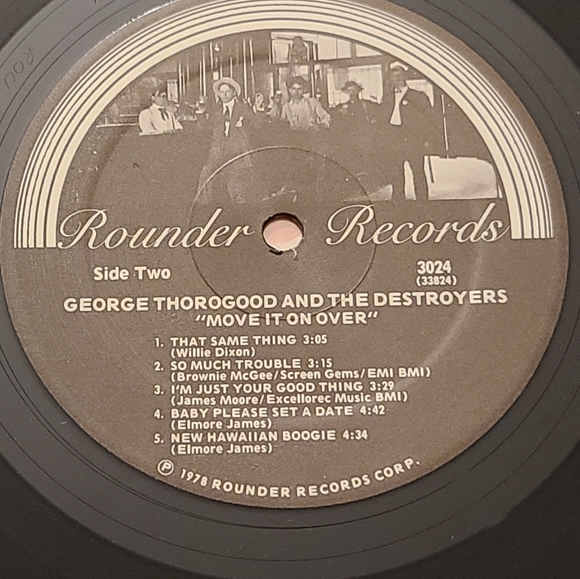 ROU
Rounder Records
Side Two
3024
(33824)
GEORGE THOROGOOD AND THE DESTROYERS
"MOVE IT ON OVER"
1. THAT SAME THING 3:05
(Willie Dixon)
2. SO MUCH TROUBLE 3:15
(Brownie McGee/Screen Gems/EMI BMI)
3. I'M JUST YOUR GOOD THING 3:29
(James Moore/Excellorec Music BMI)
4. BABY PLEASE SET A DATE 4:42
(Elmore James)
5. NEW HAWAIIAN BOOGIE 4:34
(Elmore James)
Ⓟ 1978 ROUNDER RECORDS CORP.